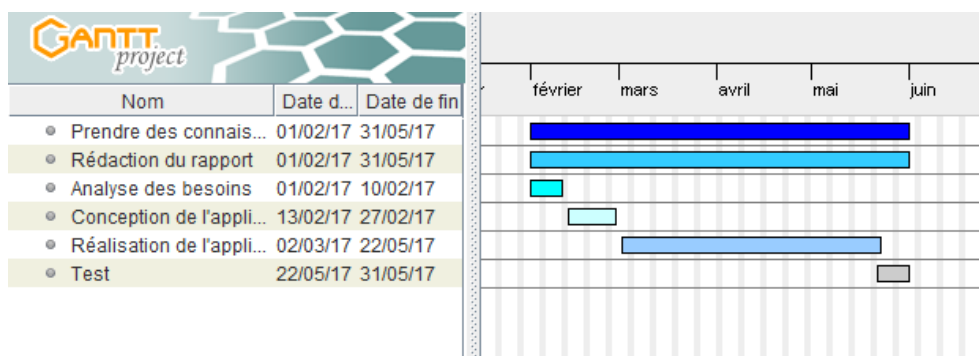 GANTT
project
Nom Date d... Date de fin
février mars avril mai juin
Prendre des connais... 01/02/17 31/05/17
Rédaction du rapport 01/02/17 31/05/17
Analyse des besoins 01/02/17 10/02/17
Conception de l'appli... 13/02/17 27/02/17
Réalisation de l'appli... 02/03/17 22/05/17
Test 22/05/17 31/05/17